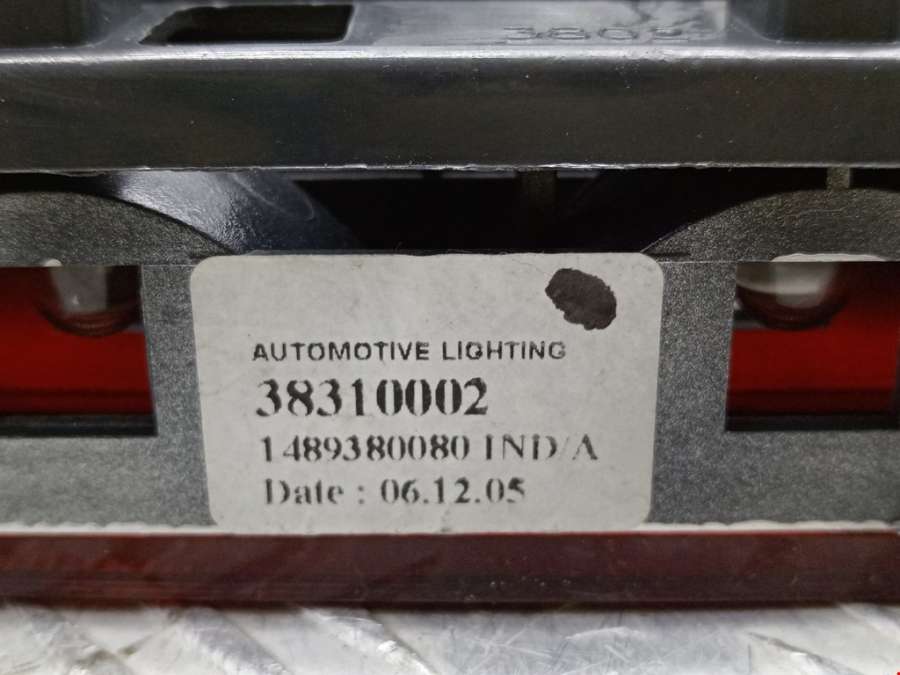 AUTOMOTIVE LIGHTING
38310002
1489380080 IND/A
Date : 06.12.05